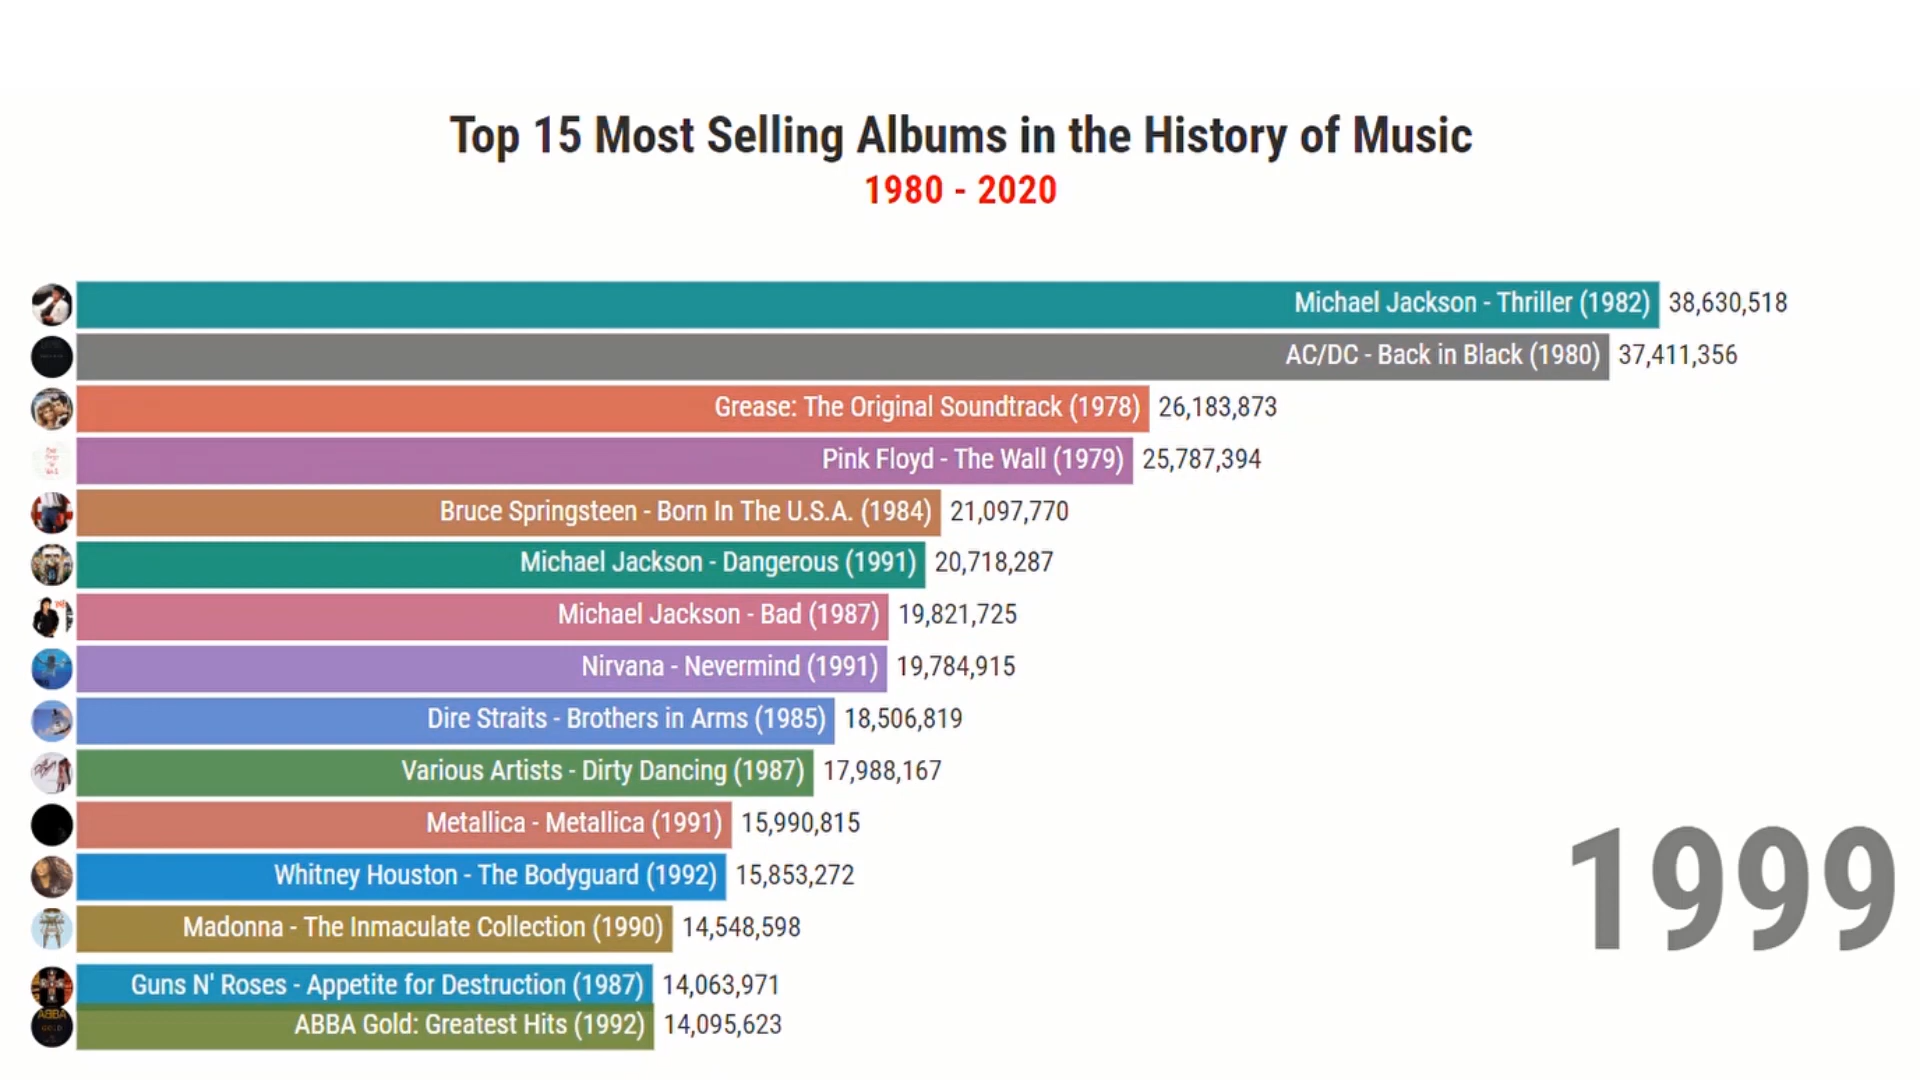 Top 15 Most Selling Albums in the History of Music
1980 - 2020
Michael Jackson - Thriller (1982) 38,630,518
AC/DC - Back in Black (1980) 37,411,356
Grease: The Original Soundtrack (1978) 26,183,873
Pink Floyd - The Wall (1979) 25,787,394
Bruce Springsteen - Born In The U.S.A. (1984) 21,097,770
Michael Jackson - Dangerous (1991) 20,718,287
Michael Jackson - Bad (1987) 19,821,725
Nirvana - Nevermind (1991) 19,784,915
Dire Straits - Brothers in Arms (1985) 18,506,819
Various Artists - Dirty Dancing (1987) 17,988,167
Metallica - Metallica (1991) 15,990,815
Whitney Houston - The Bodyguard (1992) 15,853,272
Madonna - The Inmaculate Collection (1990) 14,548,598
Guns N' Roses - Appetite for Destruction (1987) 14,063,971
ABBA Gold: Greatest Hits (1992) 14,095,623
1999